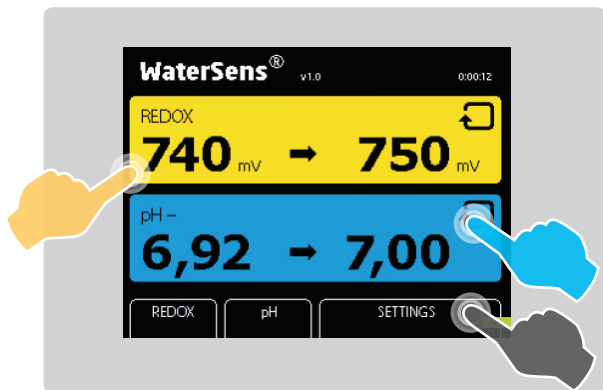 WaterSens® v1.0 0:00:12
REDOX
740 mV → 750 mV
pH –
6,92 → 7,00
REDOX pH SETTINGS